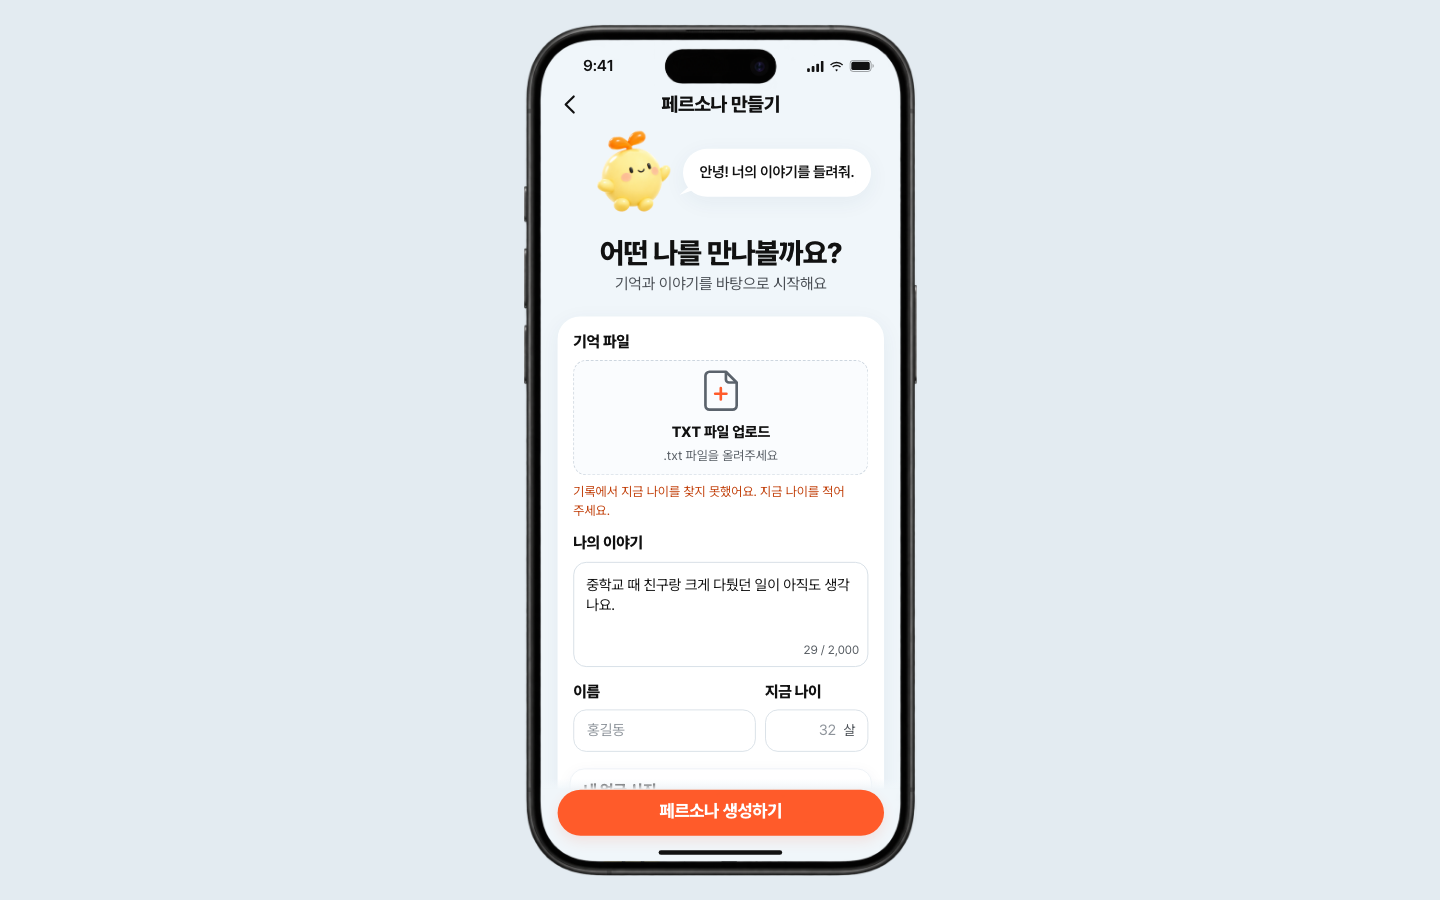 9:41
페르소나 만들기
안녕! 너의 이야기를 들려줘.
어떤 나를 만나볼까요?
기억과 이야기를 바탕으로 시작해요
기억 파일
TXT 파일 업로드
.txt 파일을 올려주세요
기록에서 지금 나이를 찾지 못했어요. 지금 나이를 적어
주세요.
나의 이야기
중학교 때 친구랑 크게 다퉜던 일이 아직도 생각
나요.
29 / 2,000
이름 지금 나이
홍길동 32 살
페르소나 생성하기